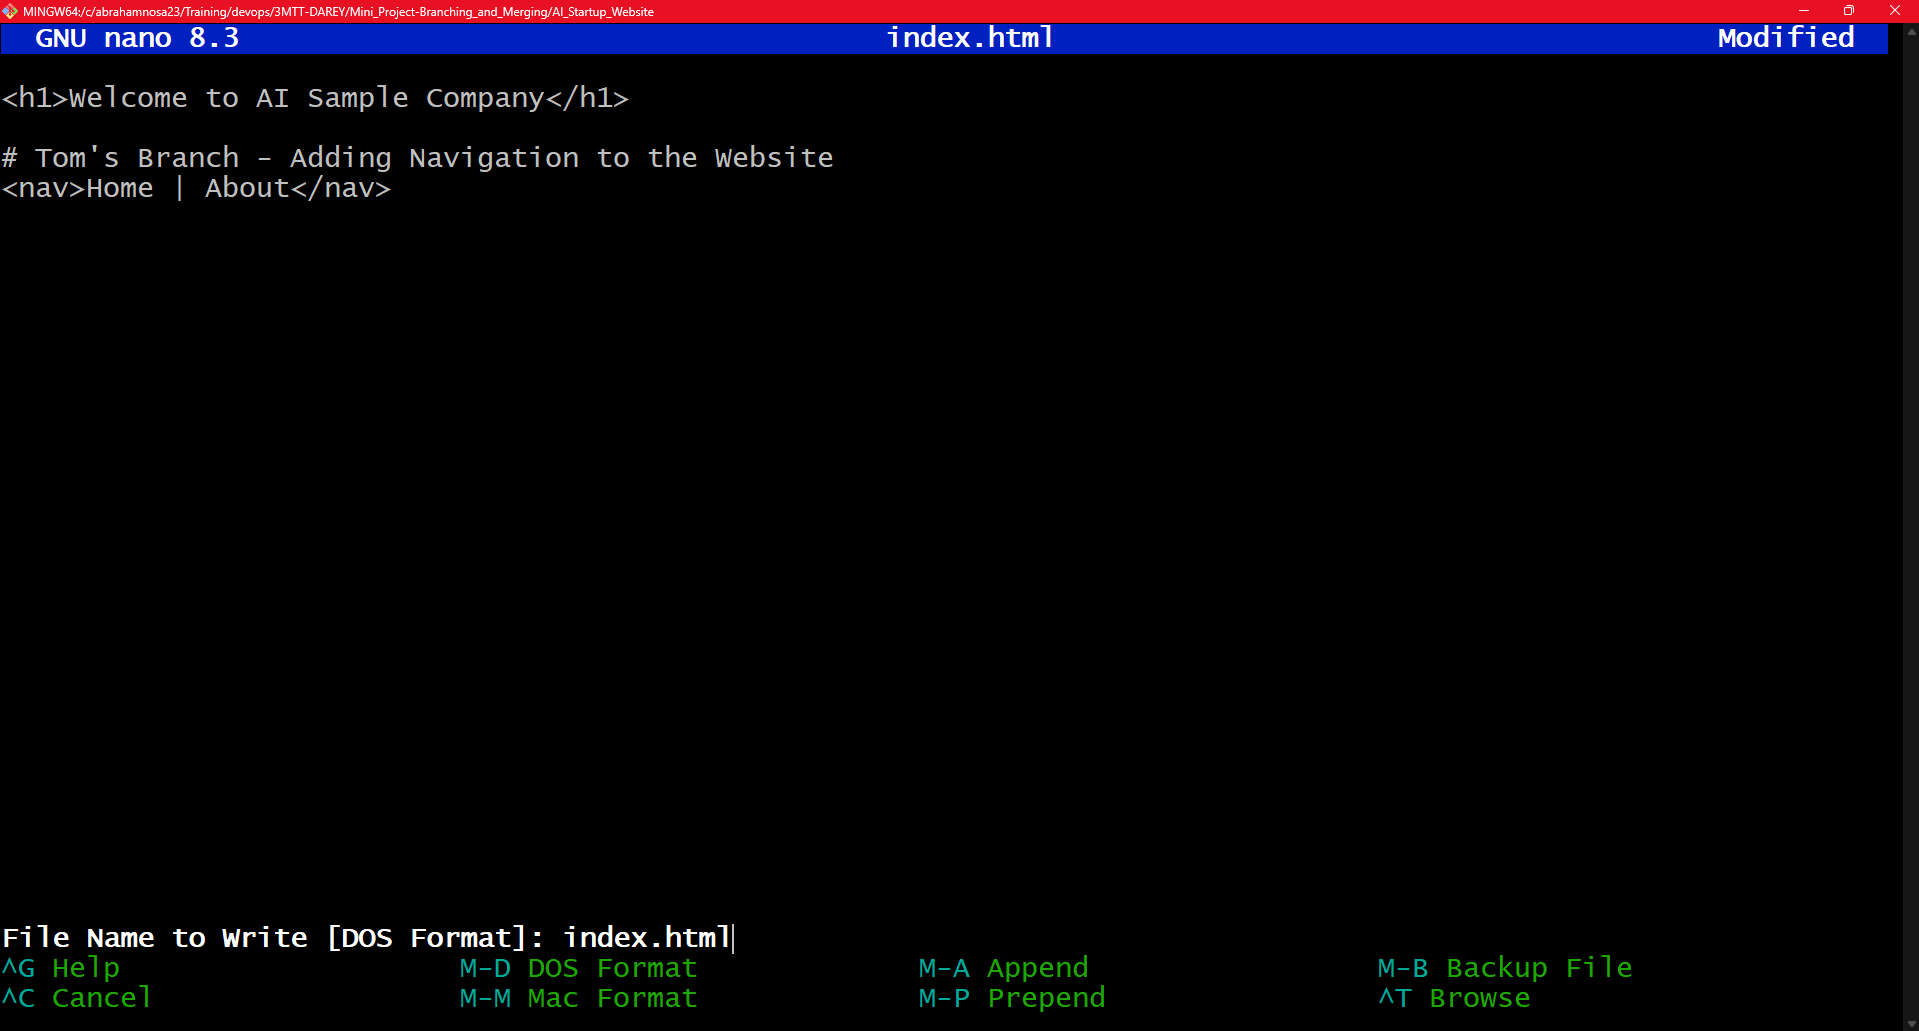 MINGW64:/c/abrahamnosa23/Training/devops/3MTT-DAREY/Mini_Project-Branching_and_Merging/AI_Startup_Website
GNU nano 8.3 index.html Modified
<h1>Welcome to AI Sample Company</h1>
# Tom's Branch - Adding Navigation to the Website
<nav>Home | About</nav>
File Name to Write [DOS Format]: index.html
^G Help M-D DOS Format M-A Append M-B Backup File
^C Cancel M-M Mac Format M-P Prepend ^T Browse